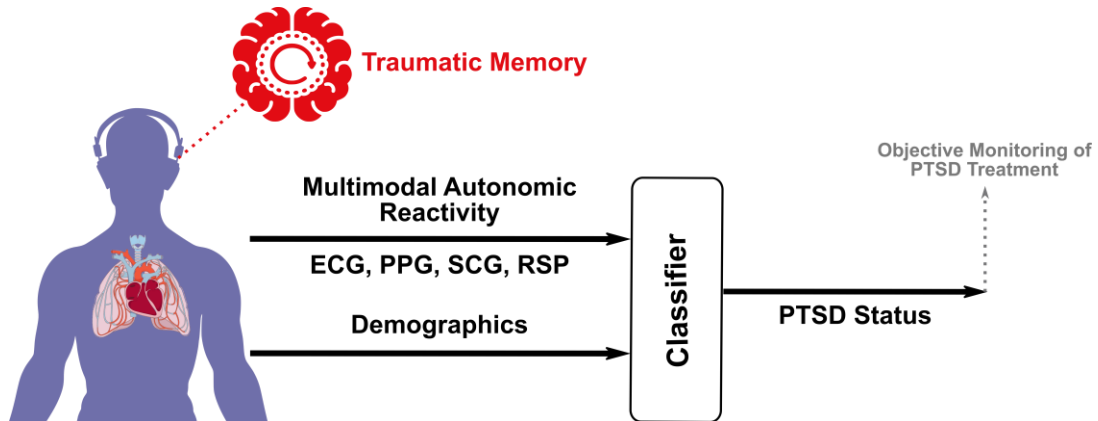 Traumatic Memory
Objective Monitoring of
PTSD Treatment
Multimodal Autonomic
Reactivity
ECG, PPG, SCG, RSP
Demographics
Classifier
PTSD Status